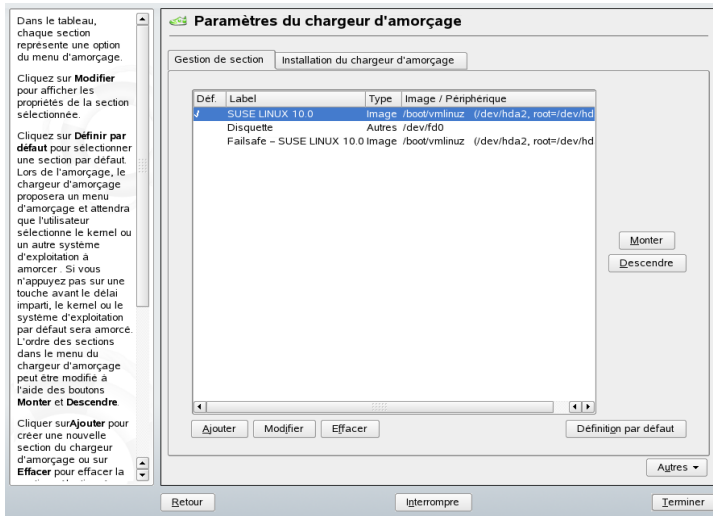 Dans le tableau,
chaque section
représente une option
du menu d'amorçage.
Cliquez sur Modifier
pour afficher les
propriétés de la section
sélectionnée.
Cliquez sur Définir par
défaut pour sélectionner
une section par défaut.
Lors de l'amorçage, le
chargeur d'amorçage
proposera un menu
d'amorçage et attendra
que l'utilisateur
sélectionne le kernel ou
un autre système
d'exploitation à
amorcer . Si vous
n'appuyez pas sur une
touche avant le délai
imparti, le kernel ou le
système d'exploitation
par défaut sera amorcé.
L'ordre des sections
dans le menu du
chargeur d'amorçage
peut être modifié à
l'aide des boutons
Monter et Descendre.
Cliquer surAjouter pour
créer une nouvelle
section du chargeur
d'amorçage ou sur
Effacer pour effacer la
Paramètres du chargeur d'amorçage
Gestion de section Installation du chargeur d'amorçage
Déf. Label Type Image / Périphérique
SUSE LINUX 10.0 Image /boot/vmlinuz (/dev/hda2, root=/dev/hd
Disquette Autres /dev/fd0
Failsafe – SUSE LINUX 10.0 Image /boot/vmlinuz (/dev/hda2, root=/dev/hd
Monter
Descendre
Ajouter Modifier Effacer Définition par défaut
Autres
Retour Interrompre Terminer